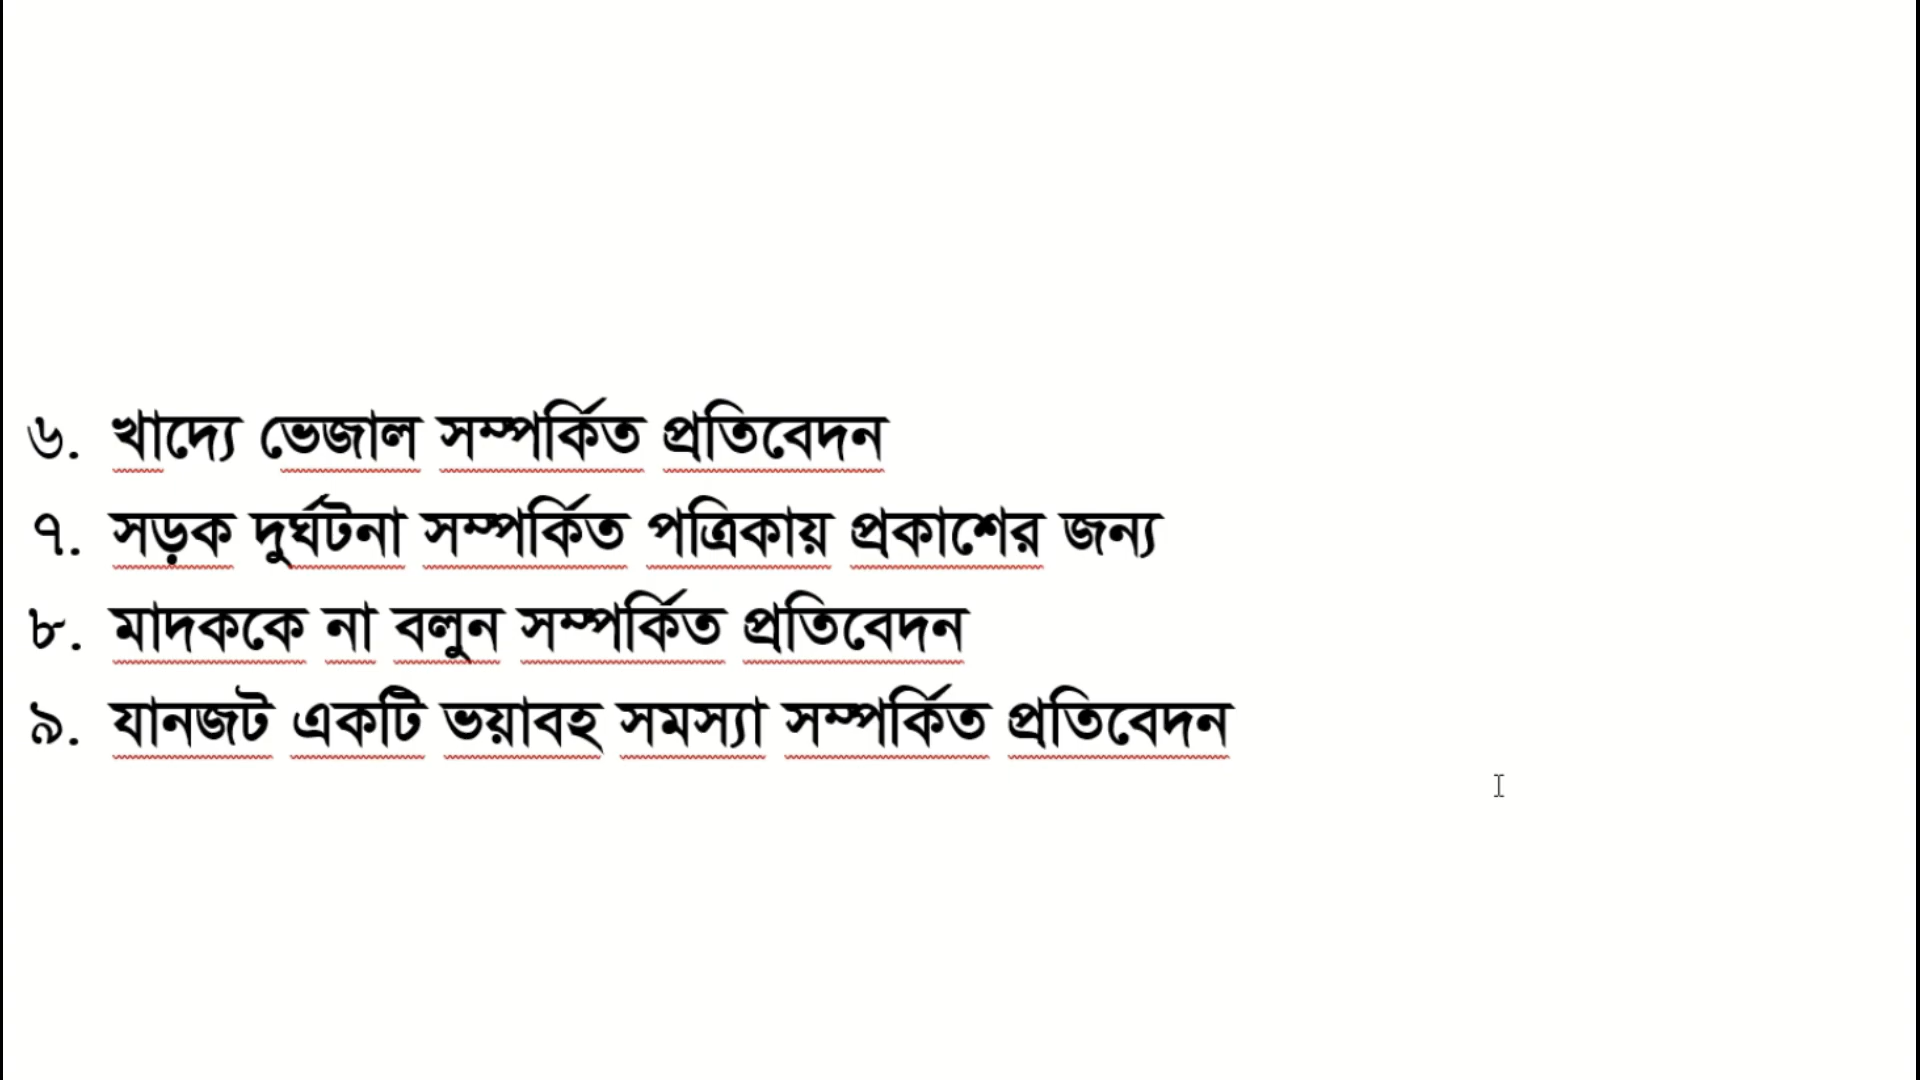 ৬. খাদ্যে ভেজাল সম্পর্কিত প্রতিবেদন
৭. সড়ক দুর্ঘটনা সম্পর্কিত পত্রিকায় প্রকাশের জন্য
৮. মাদককে না বলুন সম্পর্কিত প্রতিবেদন
৯. যানজট একটি ভয়াবহ সমস্যা সম্পর্কিত প্রতিবেদন